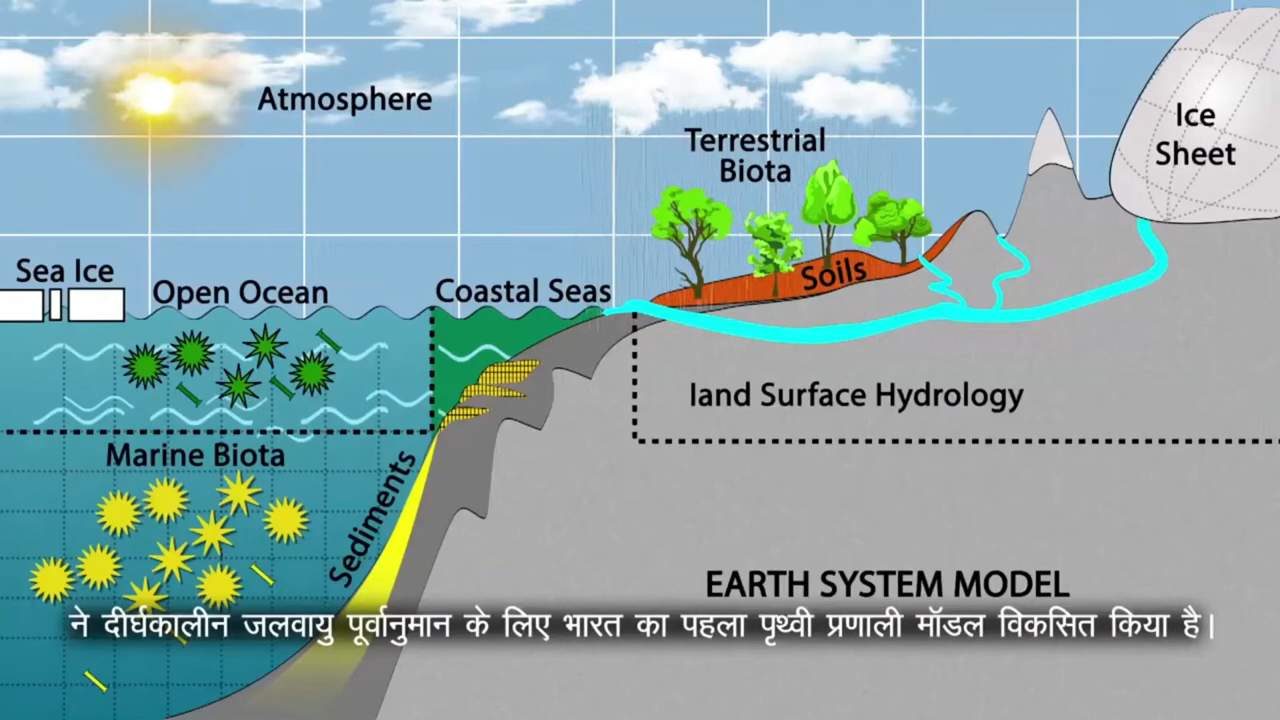 Atmosphere
Ice
Sheet
Terrestrial
Biota
Sea Ice
Open Ocean
Coastal Seas
Soils
land Surface Hydrology
Marine Biota
Sediments
EARTH SYSTEM MODEL
ने दीर्घकालीन जलवायु पूर्वानुमान के लिए भारत का पहला पृथ्वी प्रणाली मॉडल विकसित किया है।